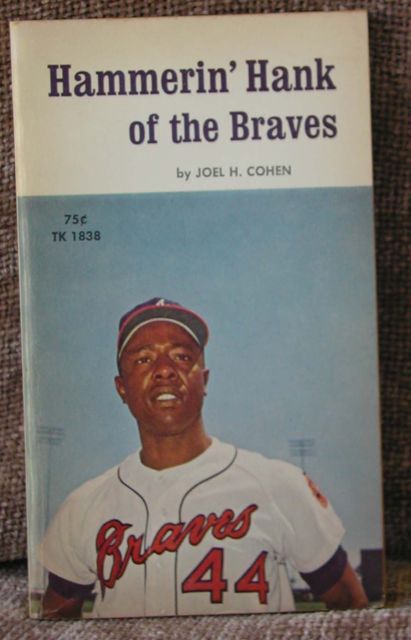 Hammerin' Hank
of the Braves
by JOEL H. COHEN
75¢
TK 1838
A
Braves
44